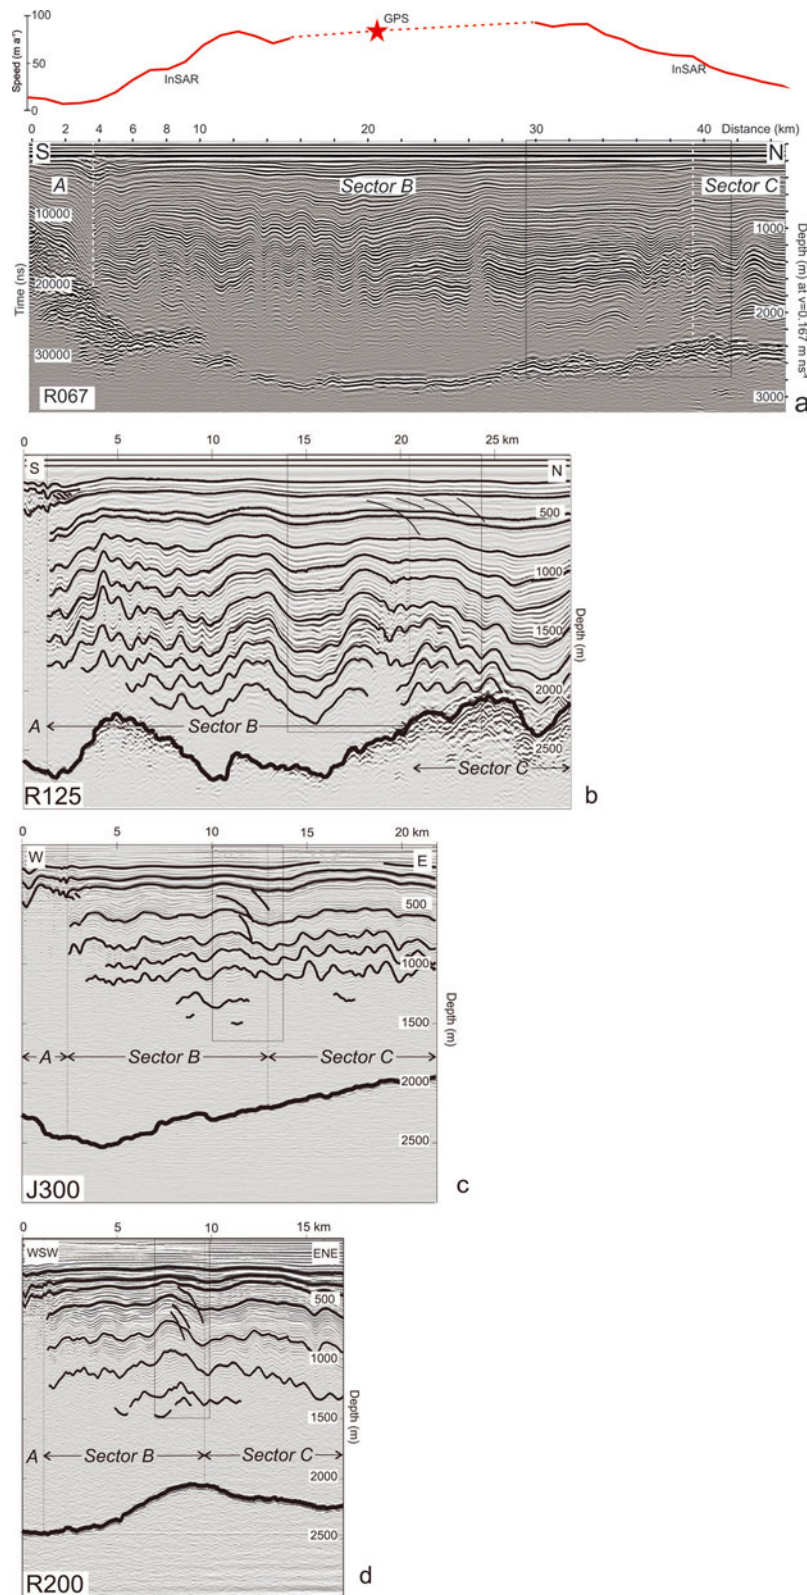 100
GPS
Speed (m a⁻¹)
50
InSAR
InSAR
0
0 2 4 6 8 10 20 30 40 Distance (km)
S N
A Sector B Sector C
10000 1000
Time (ns)
20000
Depth (m) at v=0.167 m ns⁻¹
2000
30000
R067 3000
a
0 5 10 15 20 25 km
S N
500
1000
1500
Depth (m)
2000
A Sector B
2500
Sector C
R125
b
0 5 10 15 20 km
W E
500
1000
Depth (m)
1500
A Sector B Sector C
2000
2500
J300
c
0 5 10 15 km
WSW ENE
500
1000
Depth (m)
1500
A Sector B Sector C
2000
2500
R200
d